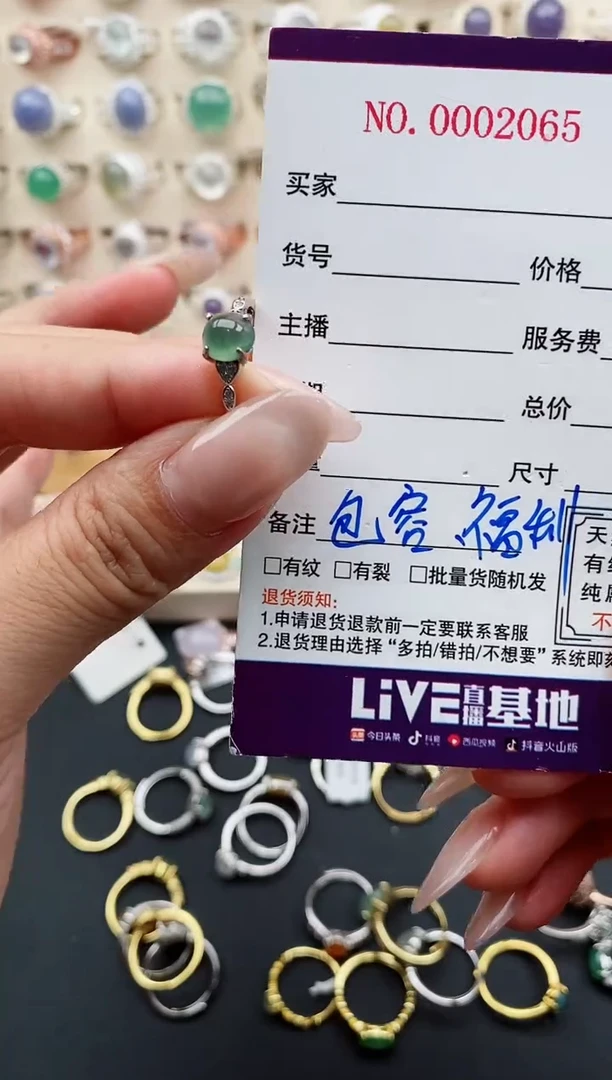 NO.0002065
买家
货号 价格
主播 服务费
总价
尺寸
备注 包容 福利
□有纹 □有裂 □批量货随机发
天
有纹
纯属
不
退货须知:
1.申请退货退款前一定要联系客服
2.退货理由选择“多拍/错拍/不想要”系统即刻
LiVE直播基地
头条 今日头条 抖音 西瓜视频 抖音火山版